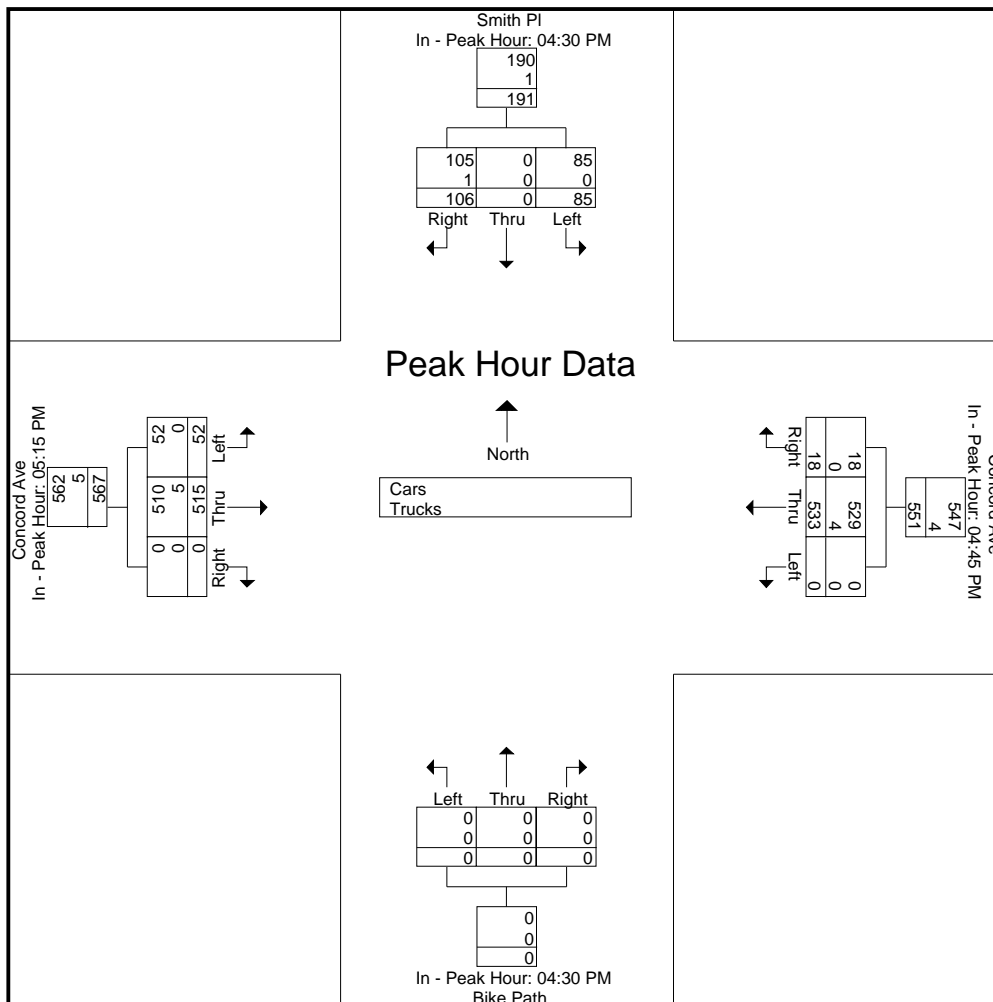 Smith Pl
In - Peak Hour: 04:30 PM
190
1
191
105 0 85
1 0 0
106 0 85
Right Thru Left
Peak Hour Data
North
Cars
Trucks
Concord Ave
In - Peak Hour: 05:15 PM
562
5
567
52 0 52
Left
510 5 515
Thru
0 0 0
Right
Concord Ave
In - Peak Hour: 04:45 PM
547
4
551
Right
18 0 18
Thru
533 4 529
Left
0 0 0
Left Thru Right
0 0 0
0 0 0
0 0 0
0
0
0
In - Peak Hour: 04:30 PM
Bike Path